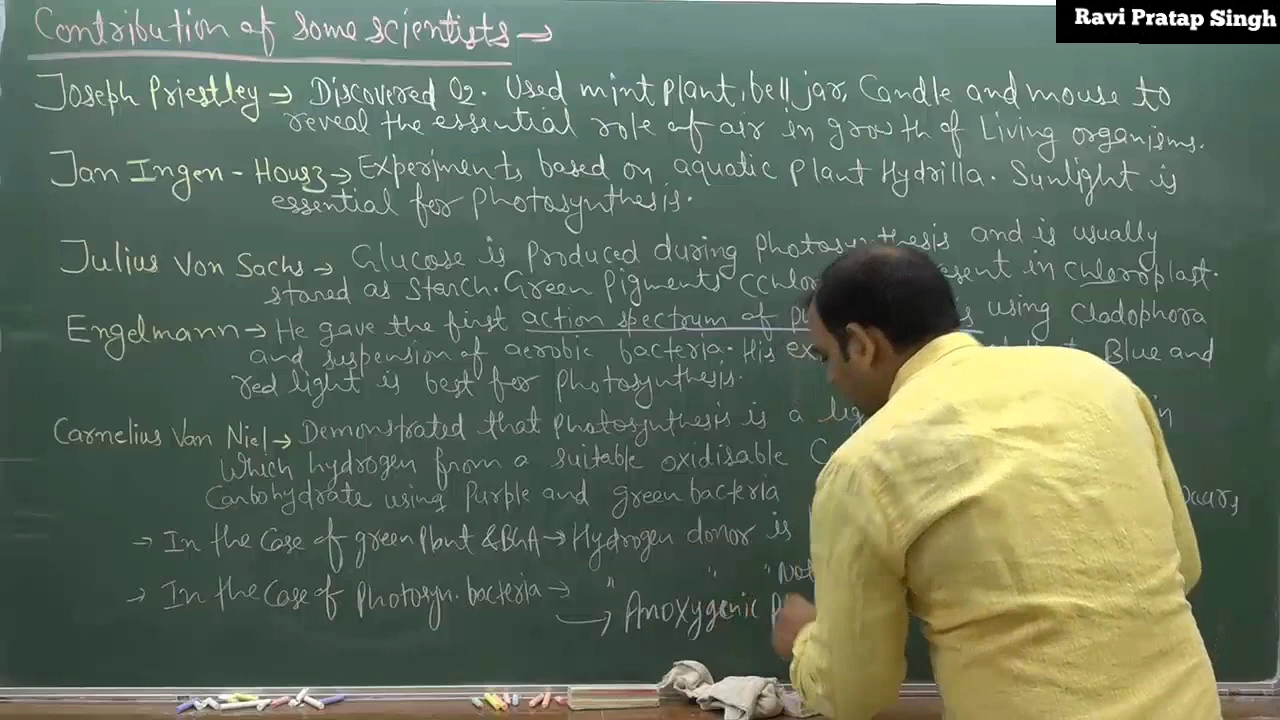 Ravi Pratap Singh
Contribution of Some scientists →
Joseph Priestley → Discovered O2. Used mint plant, bell jar, Candle and mouse to
reveal the essential role of air in growth of Living organisms.
Jan Ingen-Housz → Experiments based on aquatic plant Hydrilla. Sunlight is
essential for photosynthesis.
Julius Von Sachs → Glucose is produced during photosynthesis and is usually
stored as starch. Green Pigments in chloroplast.
Engelmann → He gave the first action spectrum of using cladophora
and suspension of aerobic bacteria. His Blue and
red light is best for photosynthesis.
Carnelius Van Niel → Demonstrated that photosynthesis is a in
Which hydrogen from a suitable oxidisable
Carbohydrate using Purple and green bacteria
→ In the case of green plant & BGA → Hydrogen donor is
→ In the case of Photosyn. bacteria → " " " Not
→ Anoxygenic